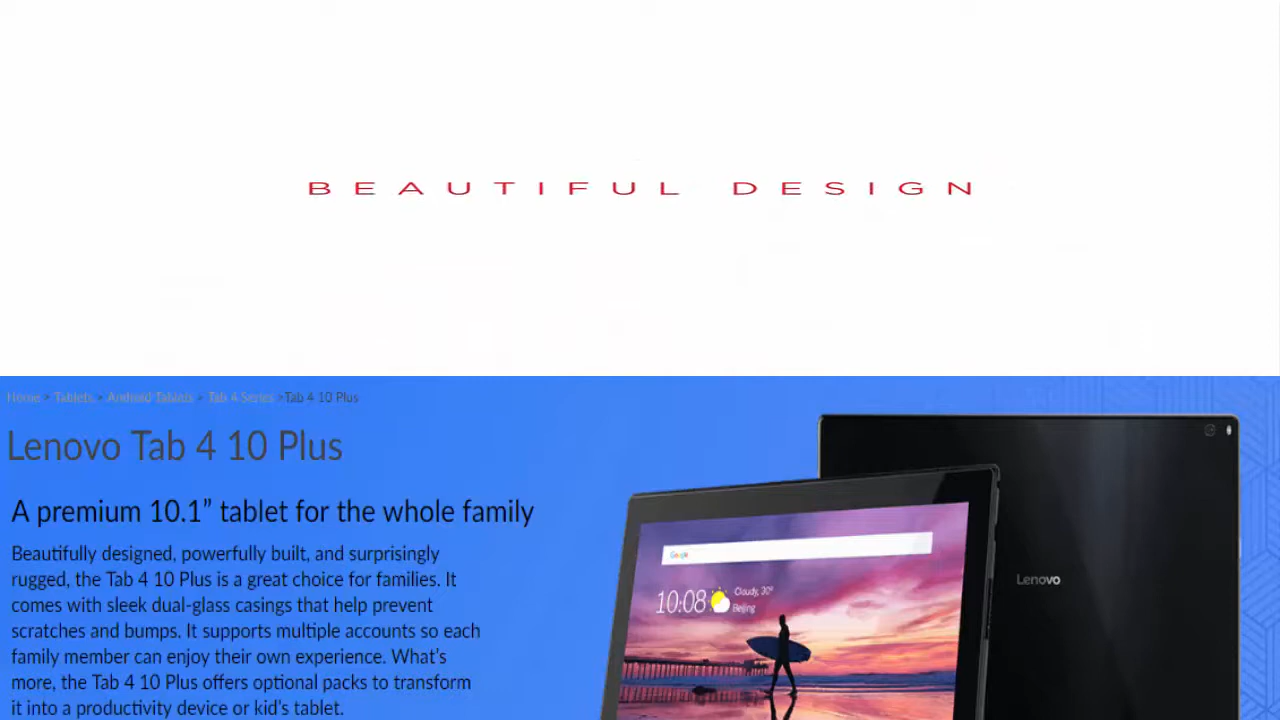 BEAUTIFUL DESIGN
Home > Tablets > Android Tablets > Tab 4 Series >Tab 4 10 Plus
Lenovo Tab 4 10 Plus
A premium 10.1” tablet for the whole family
Beautifully designed, powerfully built, and surprisingly
rugged, the Tab 4 10 Plus is a great choice for families. It
comes with sleek dual-glass casings that help prevent
scratches and bumps. It supports multiple accounts so each
family member can enjoy their own experience. What's
more, the Tab 4 10 Plus offers optional packs to transform
it into a productivity device or kid's tablet.
Google
10:08
Cloudy, 30°
Beijing
Lenovo